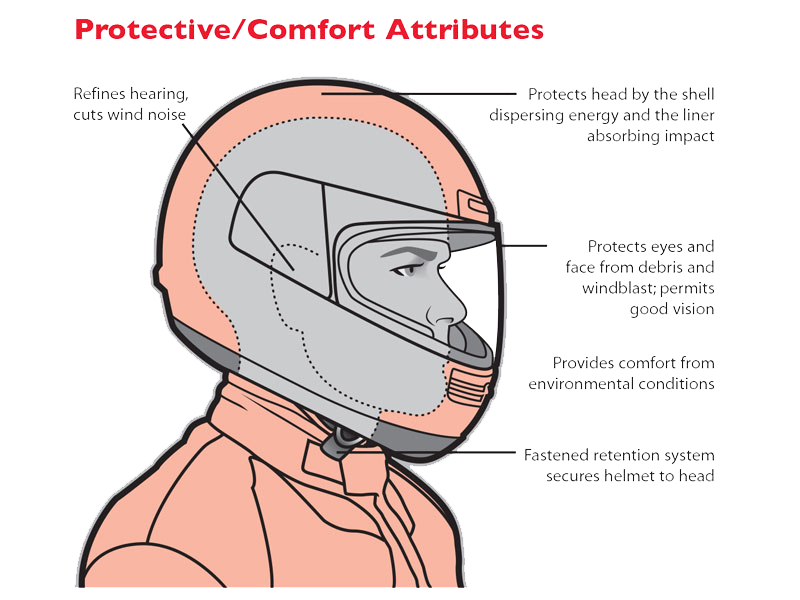 Protective/Comfort Attributes
Refines hearing,
cuts wind noise
Protects head by the shell
dispersing energy and the liner
absorbing impact
Protects eyes and
face from debris and
windblast; permits
good vision
Provides comfort from
environmental conditions
Fastened retention system
secures helmet to head